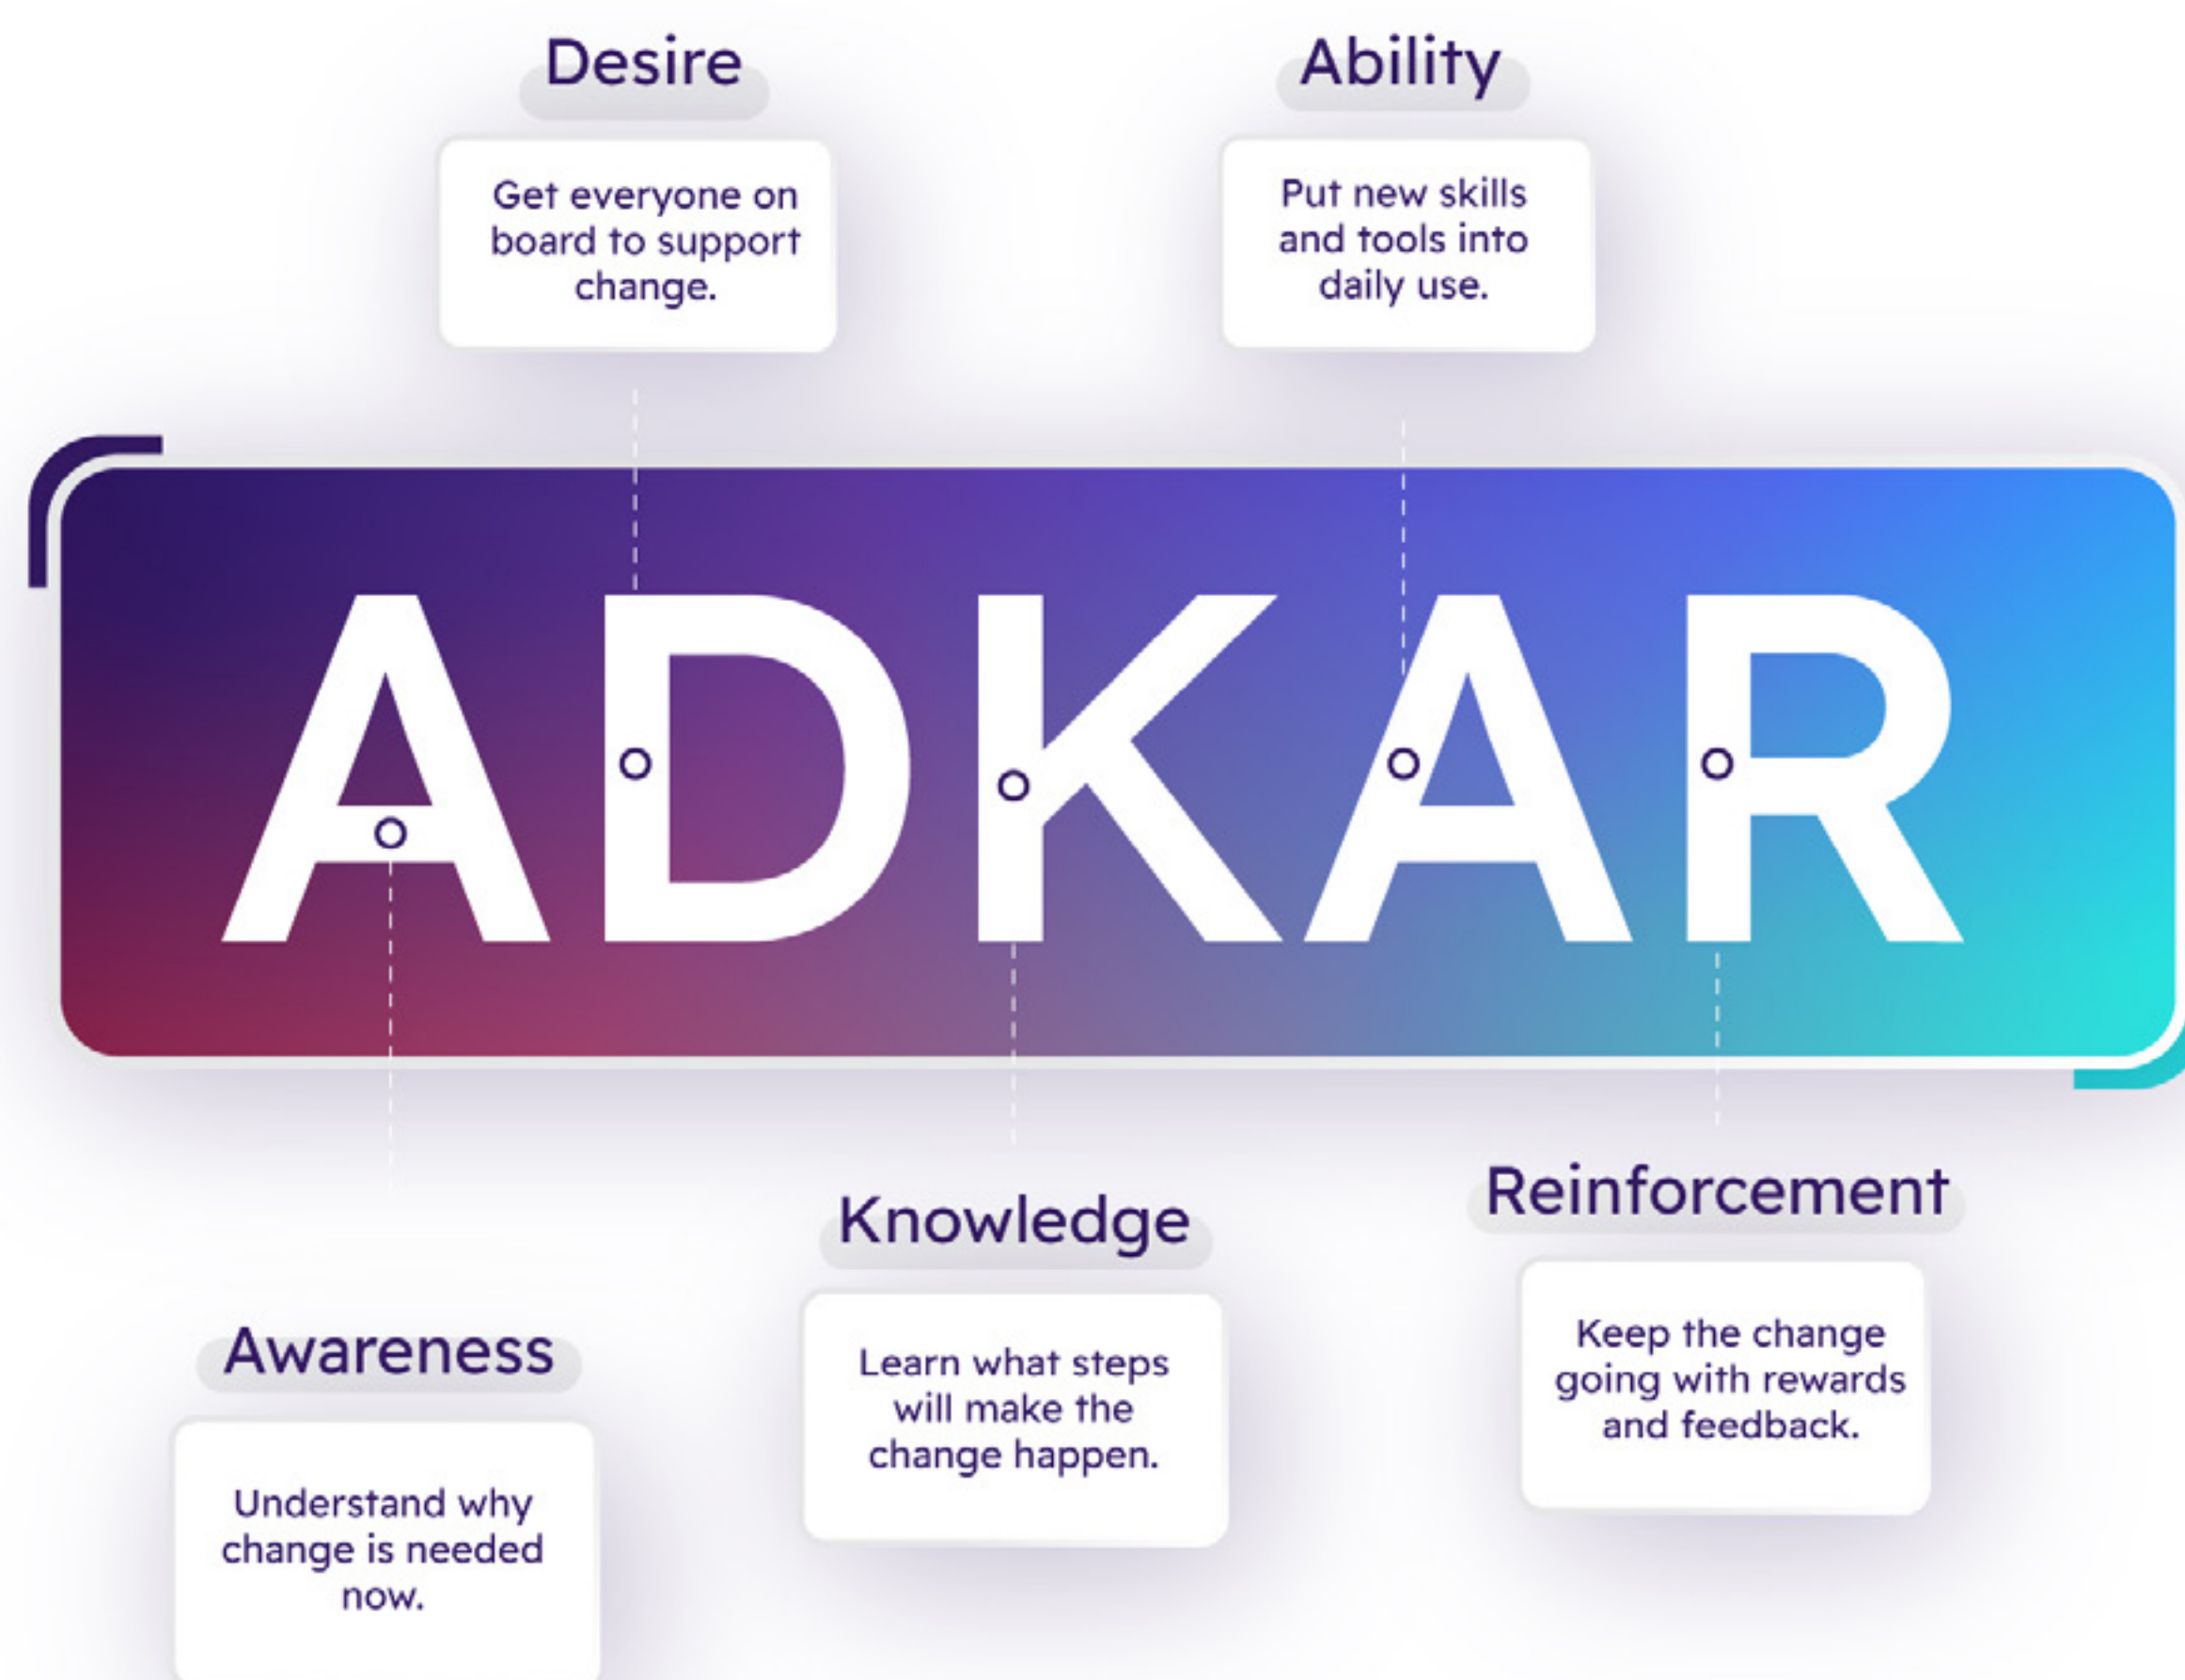 Desire
Get everyone on
board to support
change.
Ability
Put new skills
and tools into
daily use.
ADKAR
Awareness
Understand why
change is needed
now.
Knowledge
Learn what steps
will make the
change happen.
Reinforcement
Keep the change
going with rewards
and feedback.